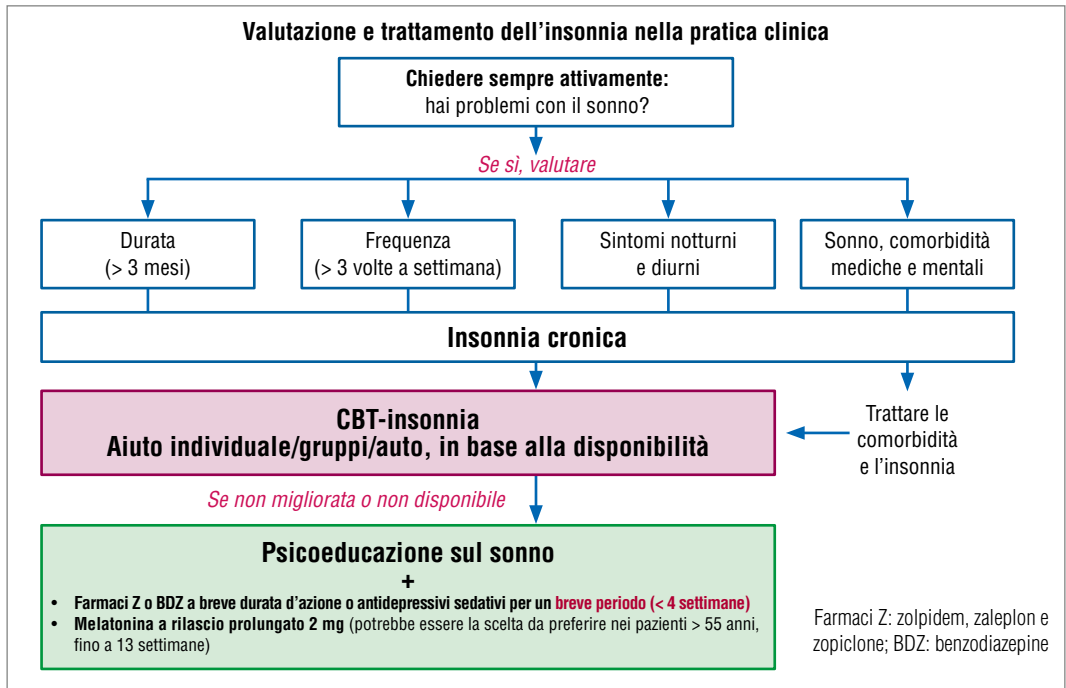 Valutazione e trattamento dell'insonnia nella pratica clinica
Chiedere sempre attivamente:
hai problemi con il sonno?
Se sì, valutare
Durata
(> 3 mesi)
Frequenza
(> 3 volte a settimana)
Sintomi notturni
e diurni
Sonno, comorbidità
mediche e mentali
Insonnia cronica
CBT-insonnia
Aiuto individuale/gruppi/auto, in base alla disponibilità
Trattare le
comorbidità
e l'insonnia
Se non migliorata o non disponibile
Psicoeducazione sul sonno
+
• Farmaci Z o BDZ a breve durata d'azione o antidepressivi sedativi per un breve periodo (< 4 settimane)
• Melatonina a rilascio prolungato 2 mg (potrebbe essere la scelta da preferire nei pazienti > 55 anni,
fino a 13 settimane)
Farmaci Z: zolpidem, zaleplon e
zopiclone; BDZ: benzodiazepine